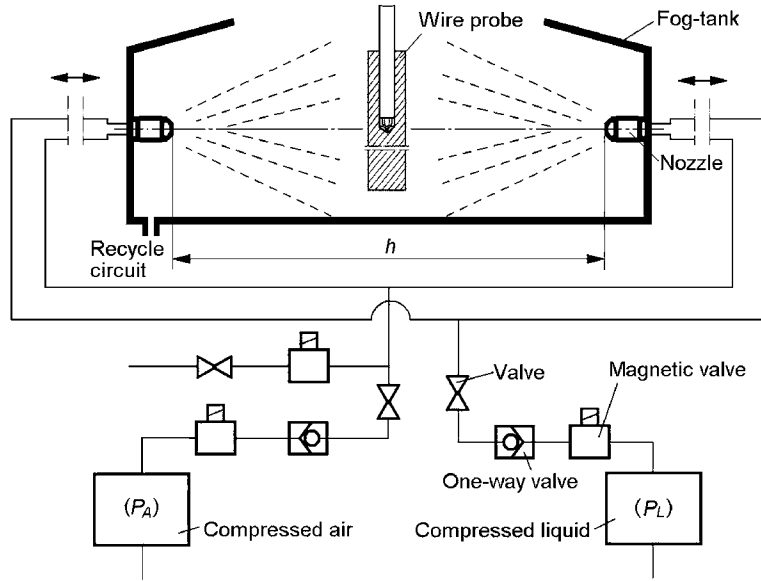 Wire probe
Fog-tank
Nozzle
Recycle
circuit
h
Valve
Magnetic valve
One-way valve
(PA)
Compressed air
Compressed
liquid
(PL)